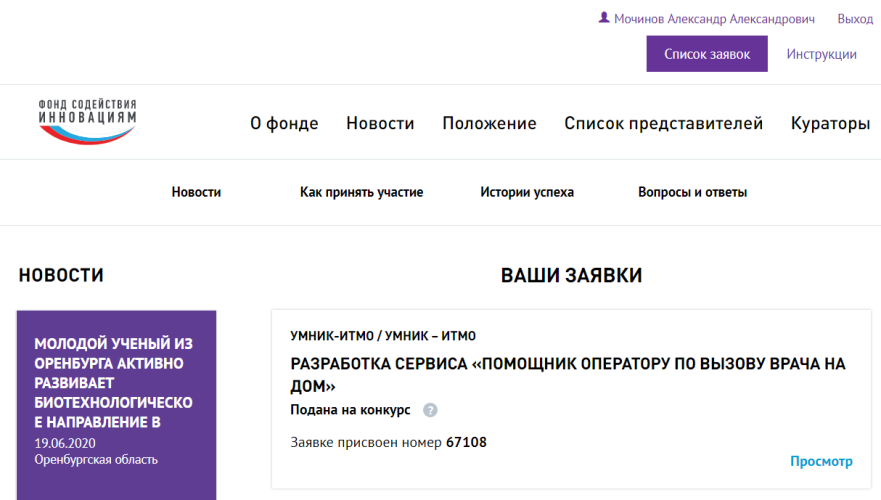 Мочинов Александр Александрович Выход
Список заявок Инструкции
ФОНД СОДЕЙСТВИЯ
ИННОВАЦИЯМ
О фонде Новости Положение Список представителей Кураторы
Новости Как принять участие Истории успеха Вопросы и ответы
НОВОСТИ
МОЛОДОЙ УЧЕНЫЙ ИЗ
ОРЕНБУРГА АКТИВНО
РАЗВИВАЕТ
БИОТЕХНОЛОГИЧЕСКО
Е НАПРАВЛЕНИЕ В
19.06.2020
Оренбургская область
ВАШИ ЗАЯВКИ
УМНИК-ИТМО / УМНИК – ИТМО
РАЗРАБОТКА СЕРВИСА «ПОМОЩНИК ОПЕРАТОРУ ПО ВЫЗОВУ ВРАЧА НА
ДОМ»
Подана на конкурс ?
Заявке присвоен номер 67108
Просмотр